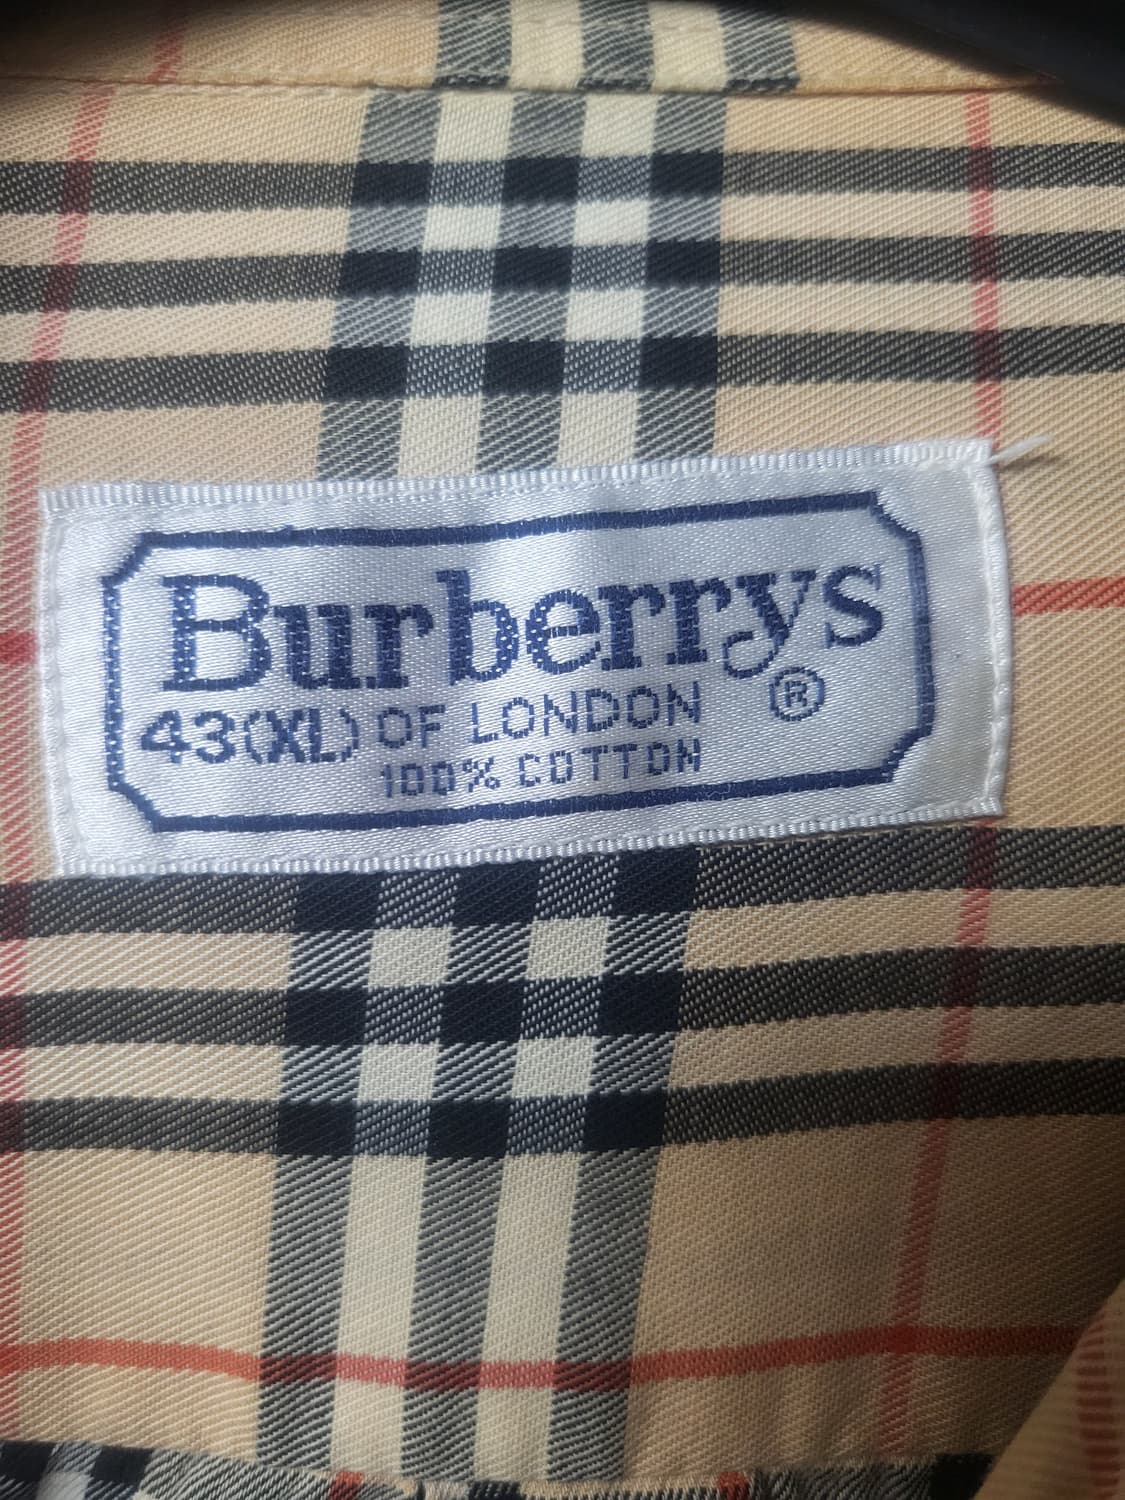 Burberrys
®
43(XL) OF LONDON
100% COTTON